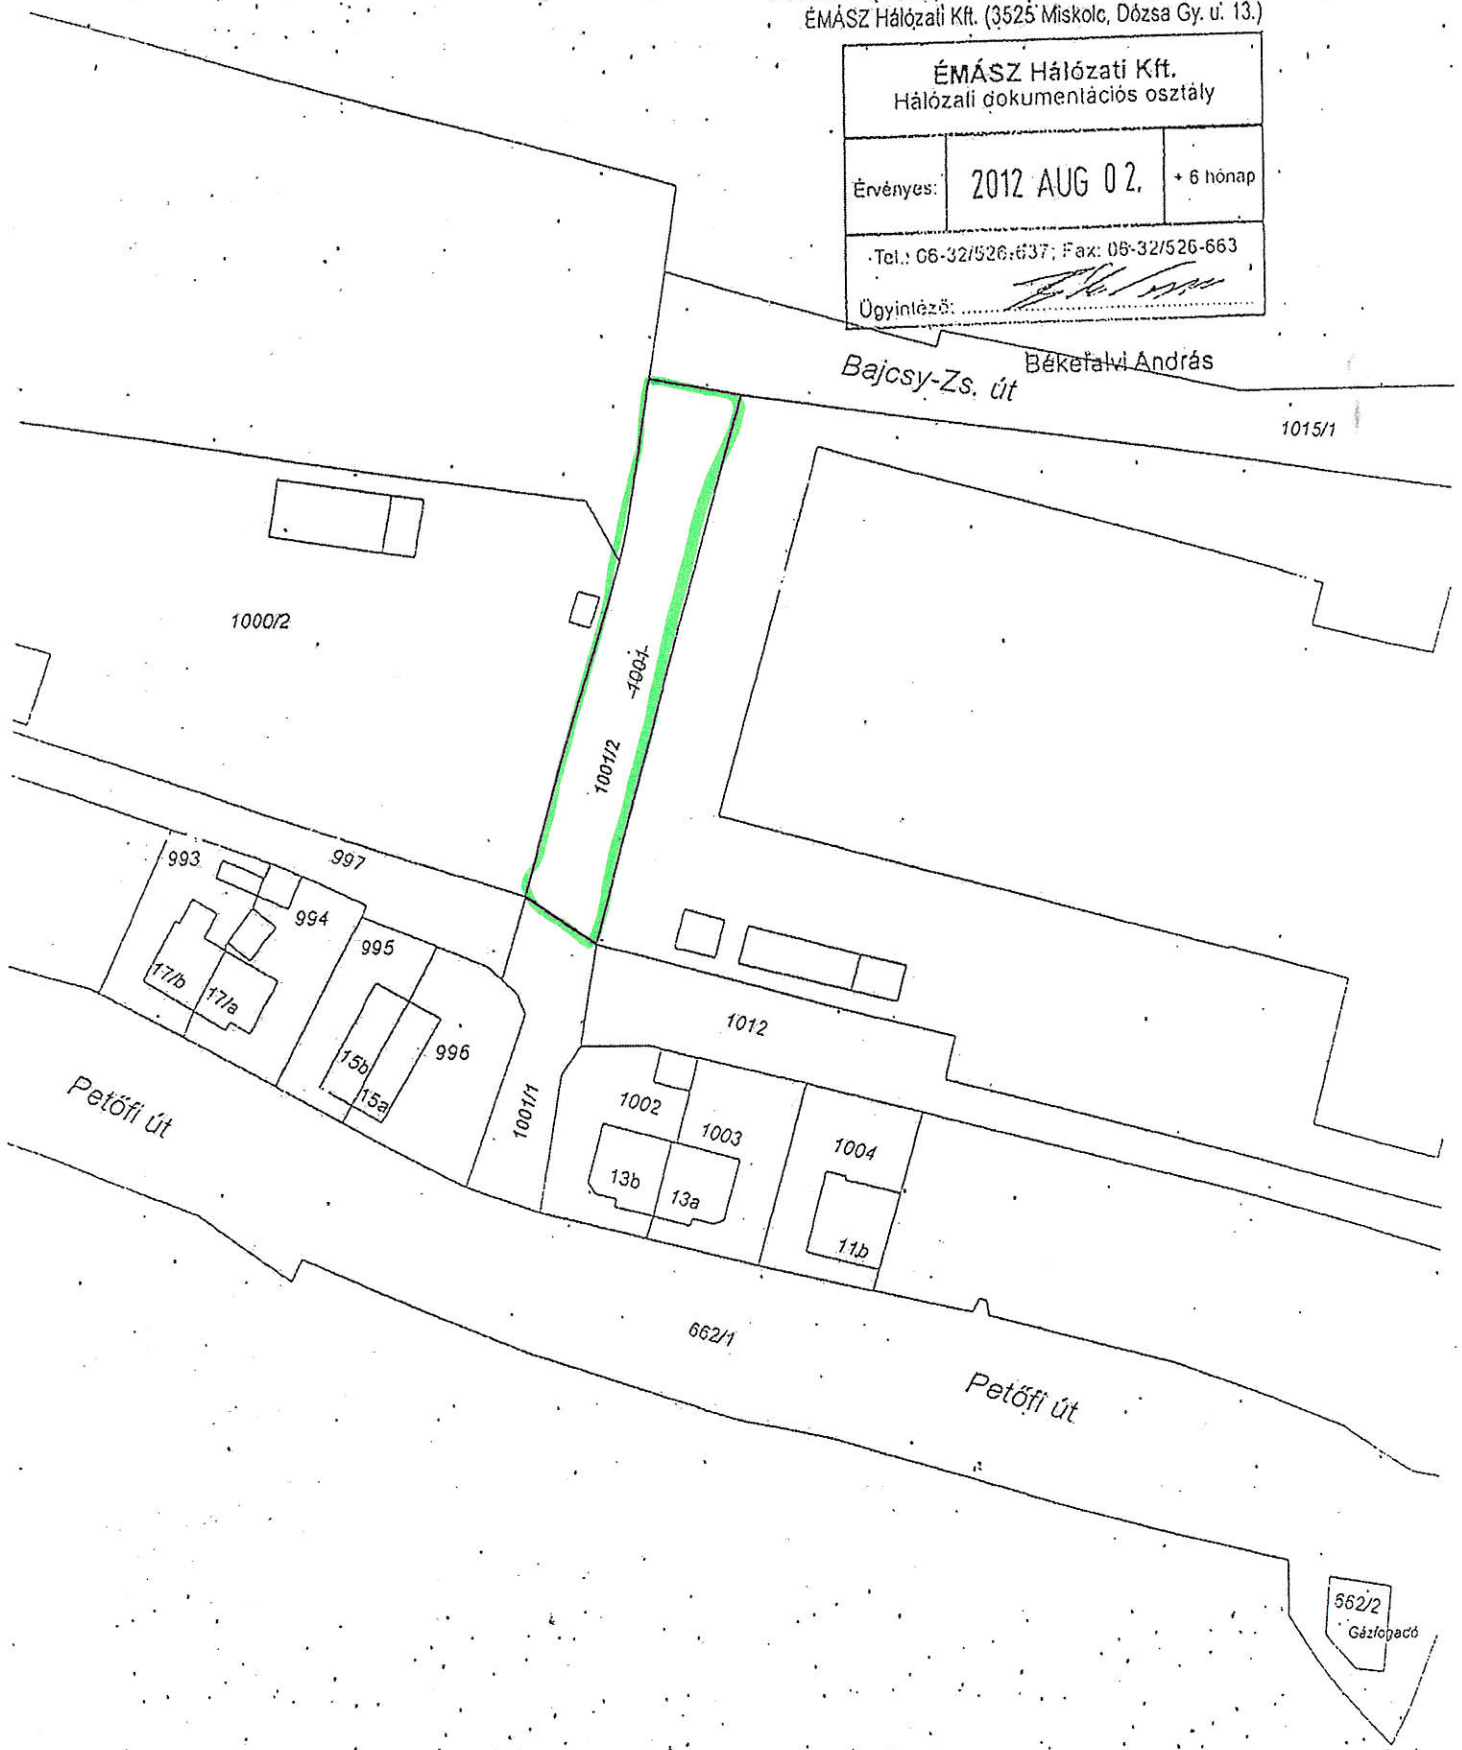 ÉMÁSZ Hálózati Kft. (3525 Miskolc, Dózsa Gy. u. 13.)
ÉMÁSZ Hálózati Kft.
Hálózati dokumentációs osztály
Érvényes:
2012 AUG 02.
+ 6 hónap
Tel.: 06-32/526-637; Fax: 06-32/526-663
Ügyintéző:
Békefalvi András
Bajcsy-Zs. út
1015/1
1000/2
1001
1001/2
993
997
994
995
17/b
17/a
996
15b
15a
1012
1001/1
1002
1003
1004
13b
13a
11b
Petőfi út
662/1
Petőfi út
662/2
Gázfogadó